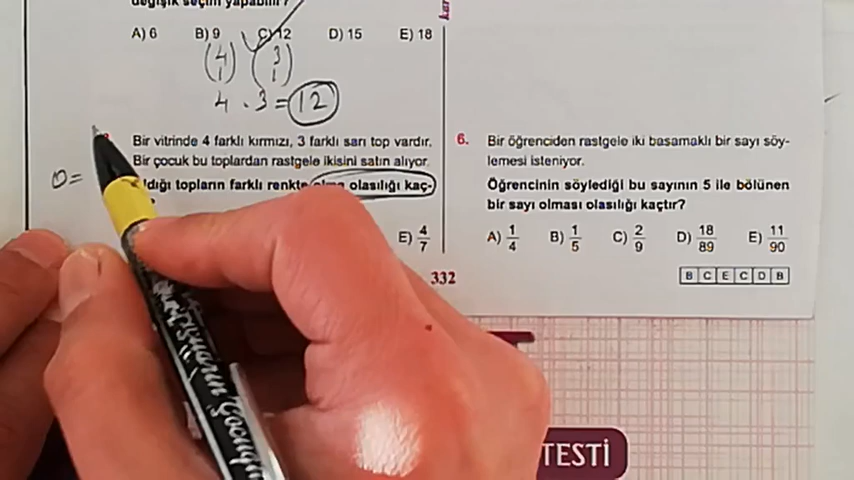 değişik seçim yapabilir?
A) 6 B) 9 C) 12 D) 15 E) 18
(4 1) (3 1)
4 . 3 = 12
Bir vitrinde 4 farklı kırmızı, 3 farklı sarı top vardır.
Bir çocuk bu toplardan rastgele ikisini satın alıyor.
ldığı topların farklı renkte olma olasılığı kaç-
E) 4/7
O=
332
6. Bir öğrenciden rastgele iki basamaklı bir sayı söy-
lemesi isteniyor.
Öğrencinin söylediği bu sayının 5 ile bölünen
bir sayı olması olasılığı kaçtır?
A) 1/4 B) 1/5 C) 2/9 D) 18/89 E) 11/90
B C E C D B
TESTİ